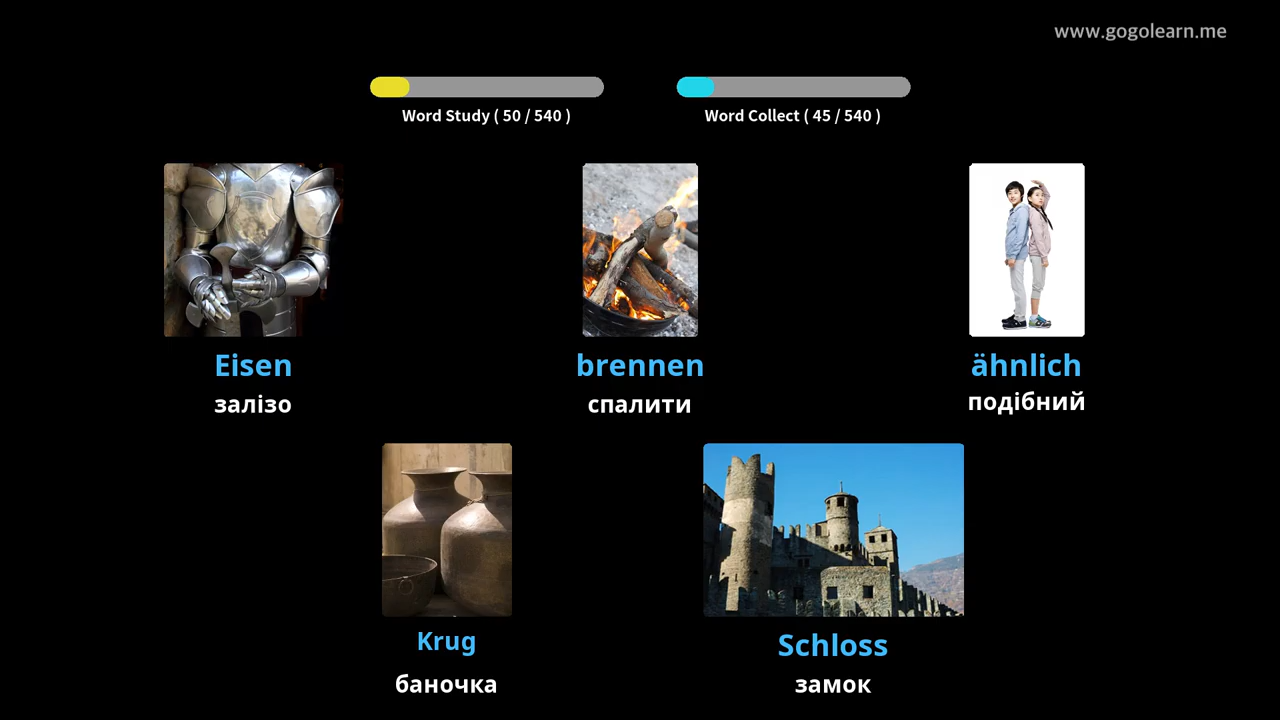 www.gogolearn.me
Word Study ( 50 / 540 )
Word Collect ( 45 / 540 )
Eisen
залізо
brennen
спалити
ähnlich
подібний
Krug
баночка
Schloss
замок